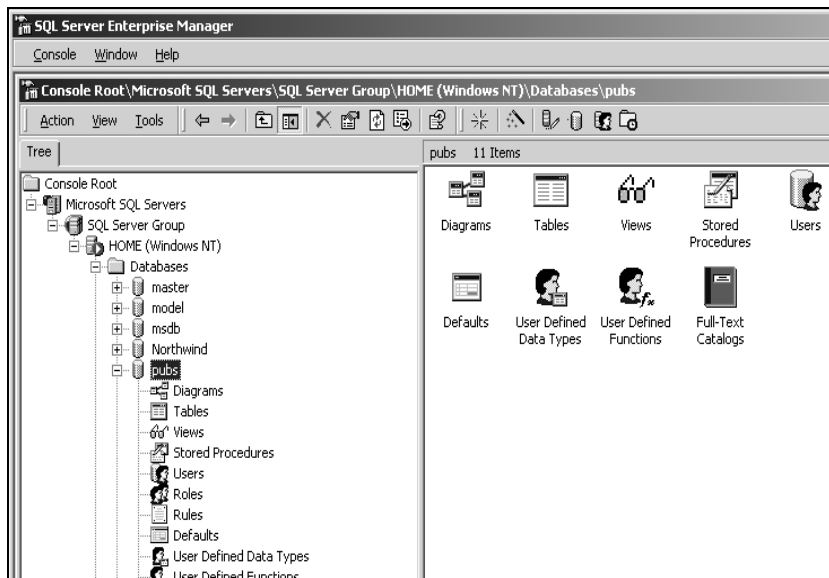 SQL Server Enterprise Manager
Console Window Help
Console Root\Microsoft SQL Servers\SQL Server Group\HOME (Windows NT)\Databases\pubs
Action View Tools
Tree
Console Root
Microsoft SQL Servers
SQL Server Group
HOME (Windows NT)
Databases
master
model
msdb
Northwind
pubs
Diagrams
Tables
Views
Stored Procedures
Users
Roles
Rules
Defaults
User Defined Data Types
User Defined Functions
pubs 11 Items
Diagrams
Tables
Views
Stored
Procedures
Users
Defaults
User Defined
Data Types
User Defined
Functions
Full-Text
Catalogs